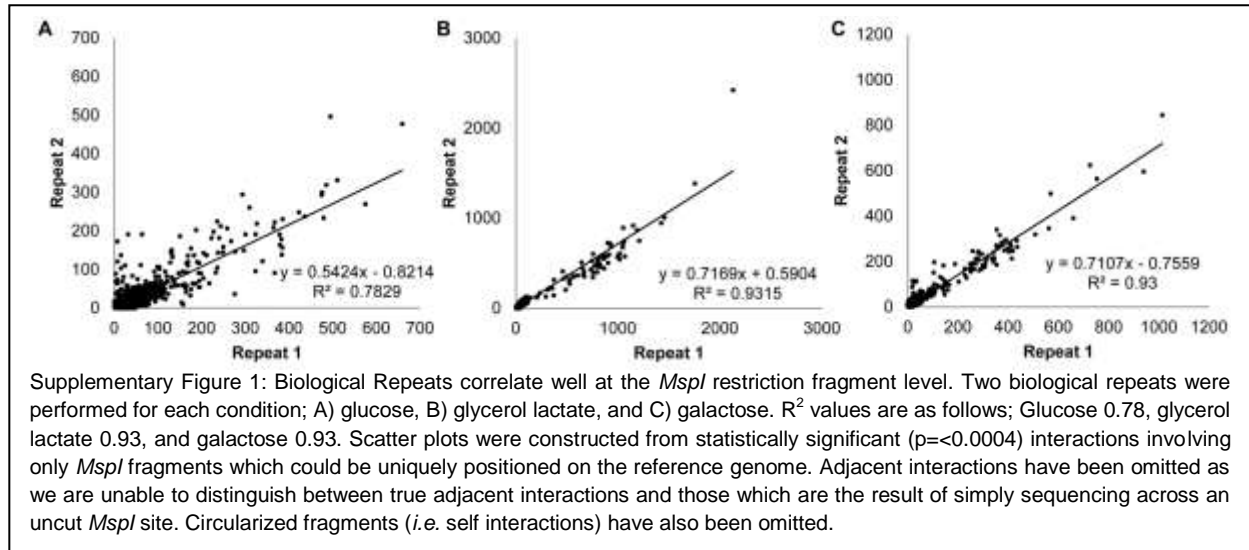 A
700
600
500
400
300
200
100
0
Repeat 2
0 100 200 300 400 500 600 700
Repeat 1
y = 0.5424x - 0.8214
R² = 0.7829
B
3000
2000
1000
0
Repeat 2
0 1000 2000 3000
Repeat 1
y = 0.7169x + 0.5904
R² = 0.9315
C
1200
1000
800
600
400
200
0
Repeat 2
0 200 400 600 800 1000 1200
Repeat 1
y = 0.7107x - 0.7559
R² = 0.93
Supplementary Figure 1: Biological Repeats correlate well at the MspI restriction fragment level. Two biological repeats were
performed for each condition; A) glucose, B) glycerol lactate, and C) galactose. R² values are as follows; Glucose 0.78, glycerol
lactate 0.93, and galactose 0.93. Scatter plots were constructed from statistically significant (p=<0.0004) interactions involving
only MspI fragments which could be uniquely positioned on the reference genome. Adjacent interactions have been omitted as
we are unable to distinguish between true adjacent interactions and those which are the result of simply sequencing across an
uncut MspI site. Circularized fragments (i.e. self interactions) have also been omitted.